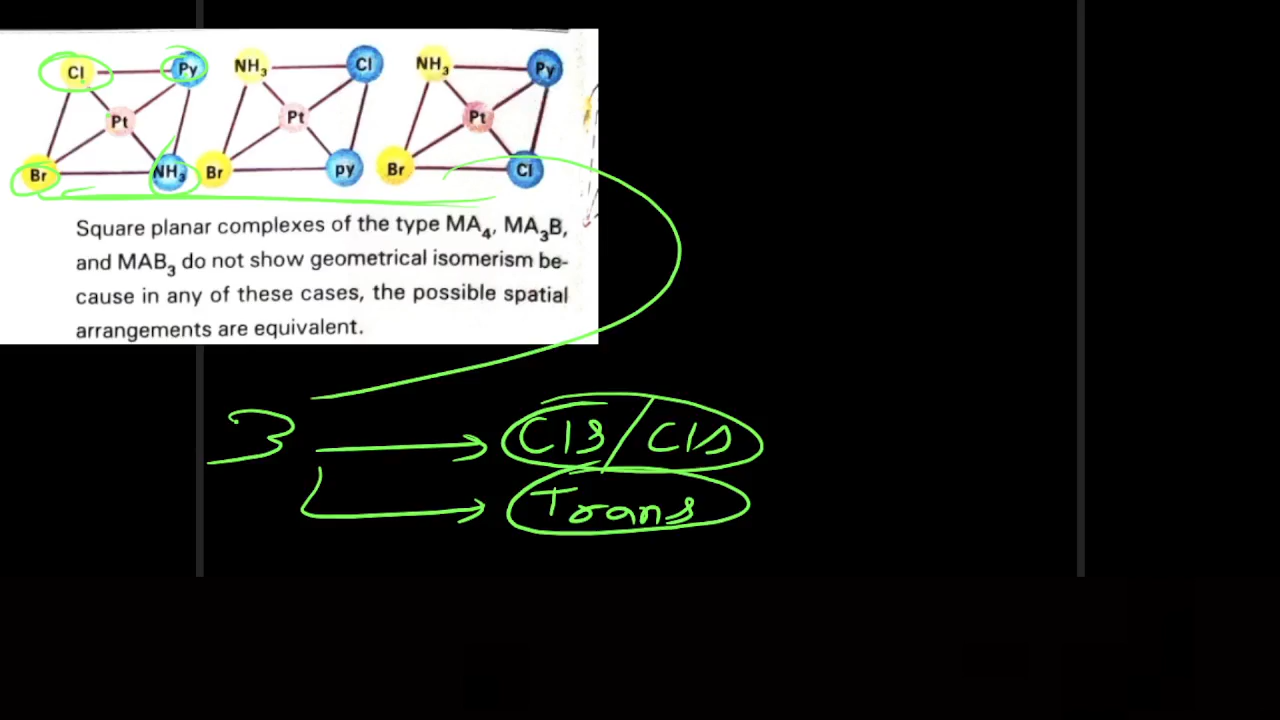 Cl Py NH₃ Cl NH₃ Py
Pt Pt Pt
Br NH₃ Br py Br Cl
Square planar complexes of the type MA₄, MA₃B,
and MAB₃ do not show geometrical isomerism be-
cause in any of these cases, the possible spatial
arrangements are equivalent.
3 Cis/Cis
Trans